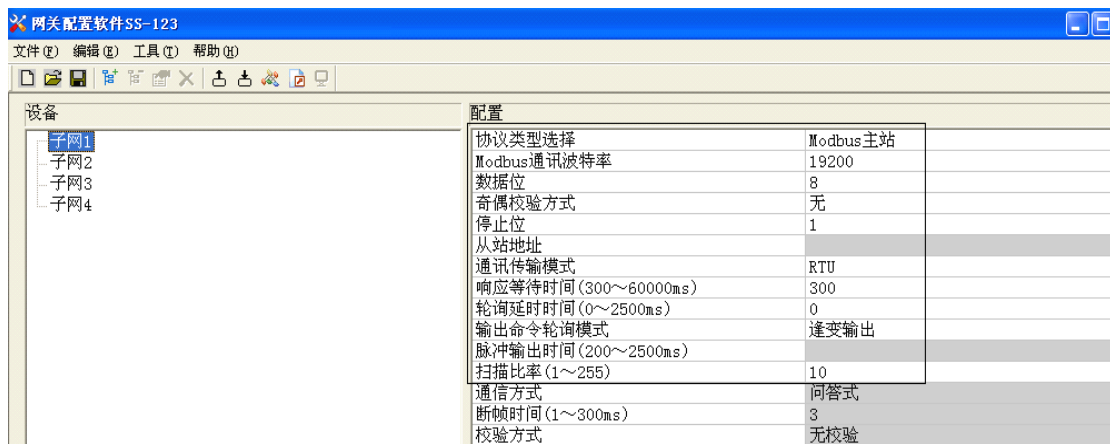 网关配置软件SS-123
文件(F) 编辑(E) 工具(T) 帮助(H)
设备
子网1
子网2
子网3
子网4
配置
协议类型选择 Modbus主站
Modbus通讯波特率 19200
数据位 8
奇偶校验方式 无
停止位 1
从站地址
通讯传输模式 RTU
响应等待时间(300～60000ms) 300
轮询延时时间(0～2500ms) 0
输出命令轮询模式 逢变输出
脉冲输出时间(200～2500ms)
扫描比率(1～255) 10
通信方式 问答式
断帧时间(1～300ms) 3
校验方式 无校验